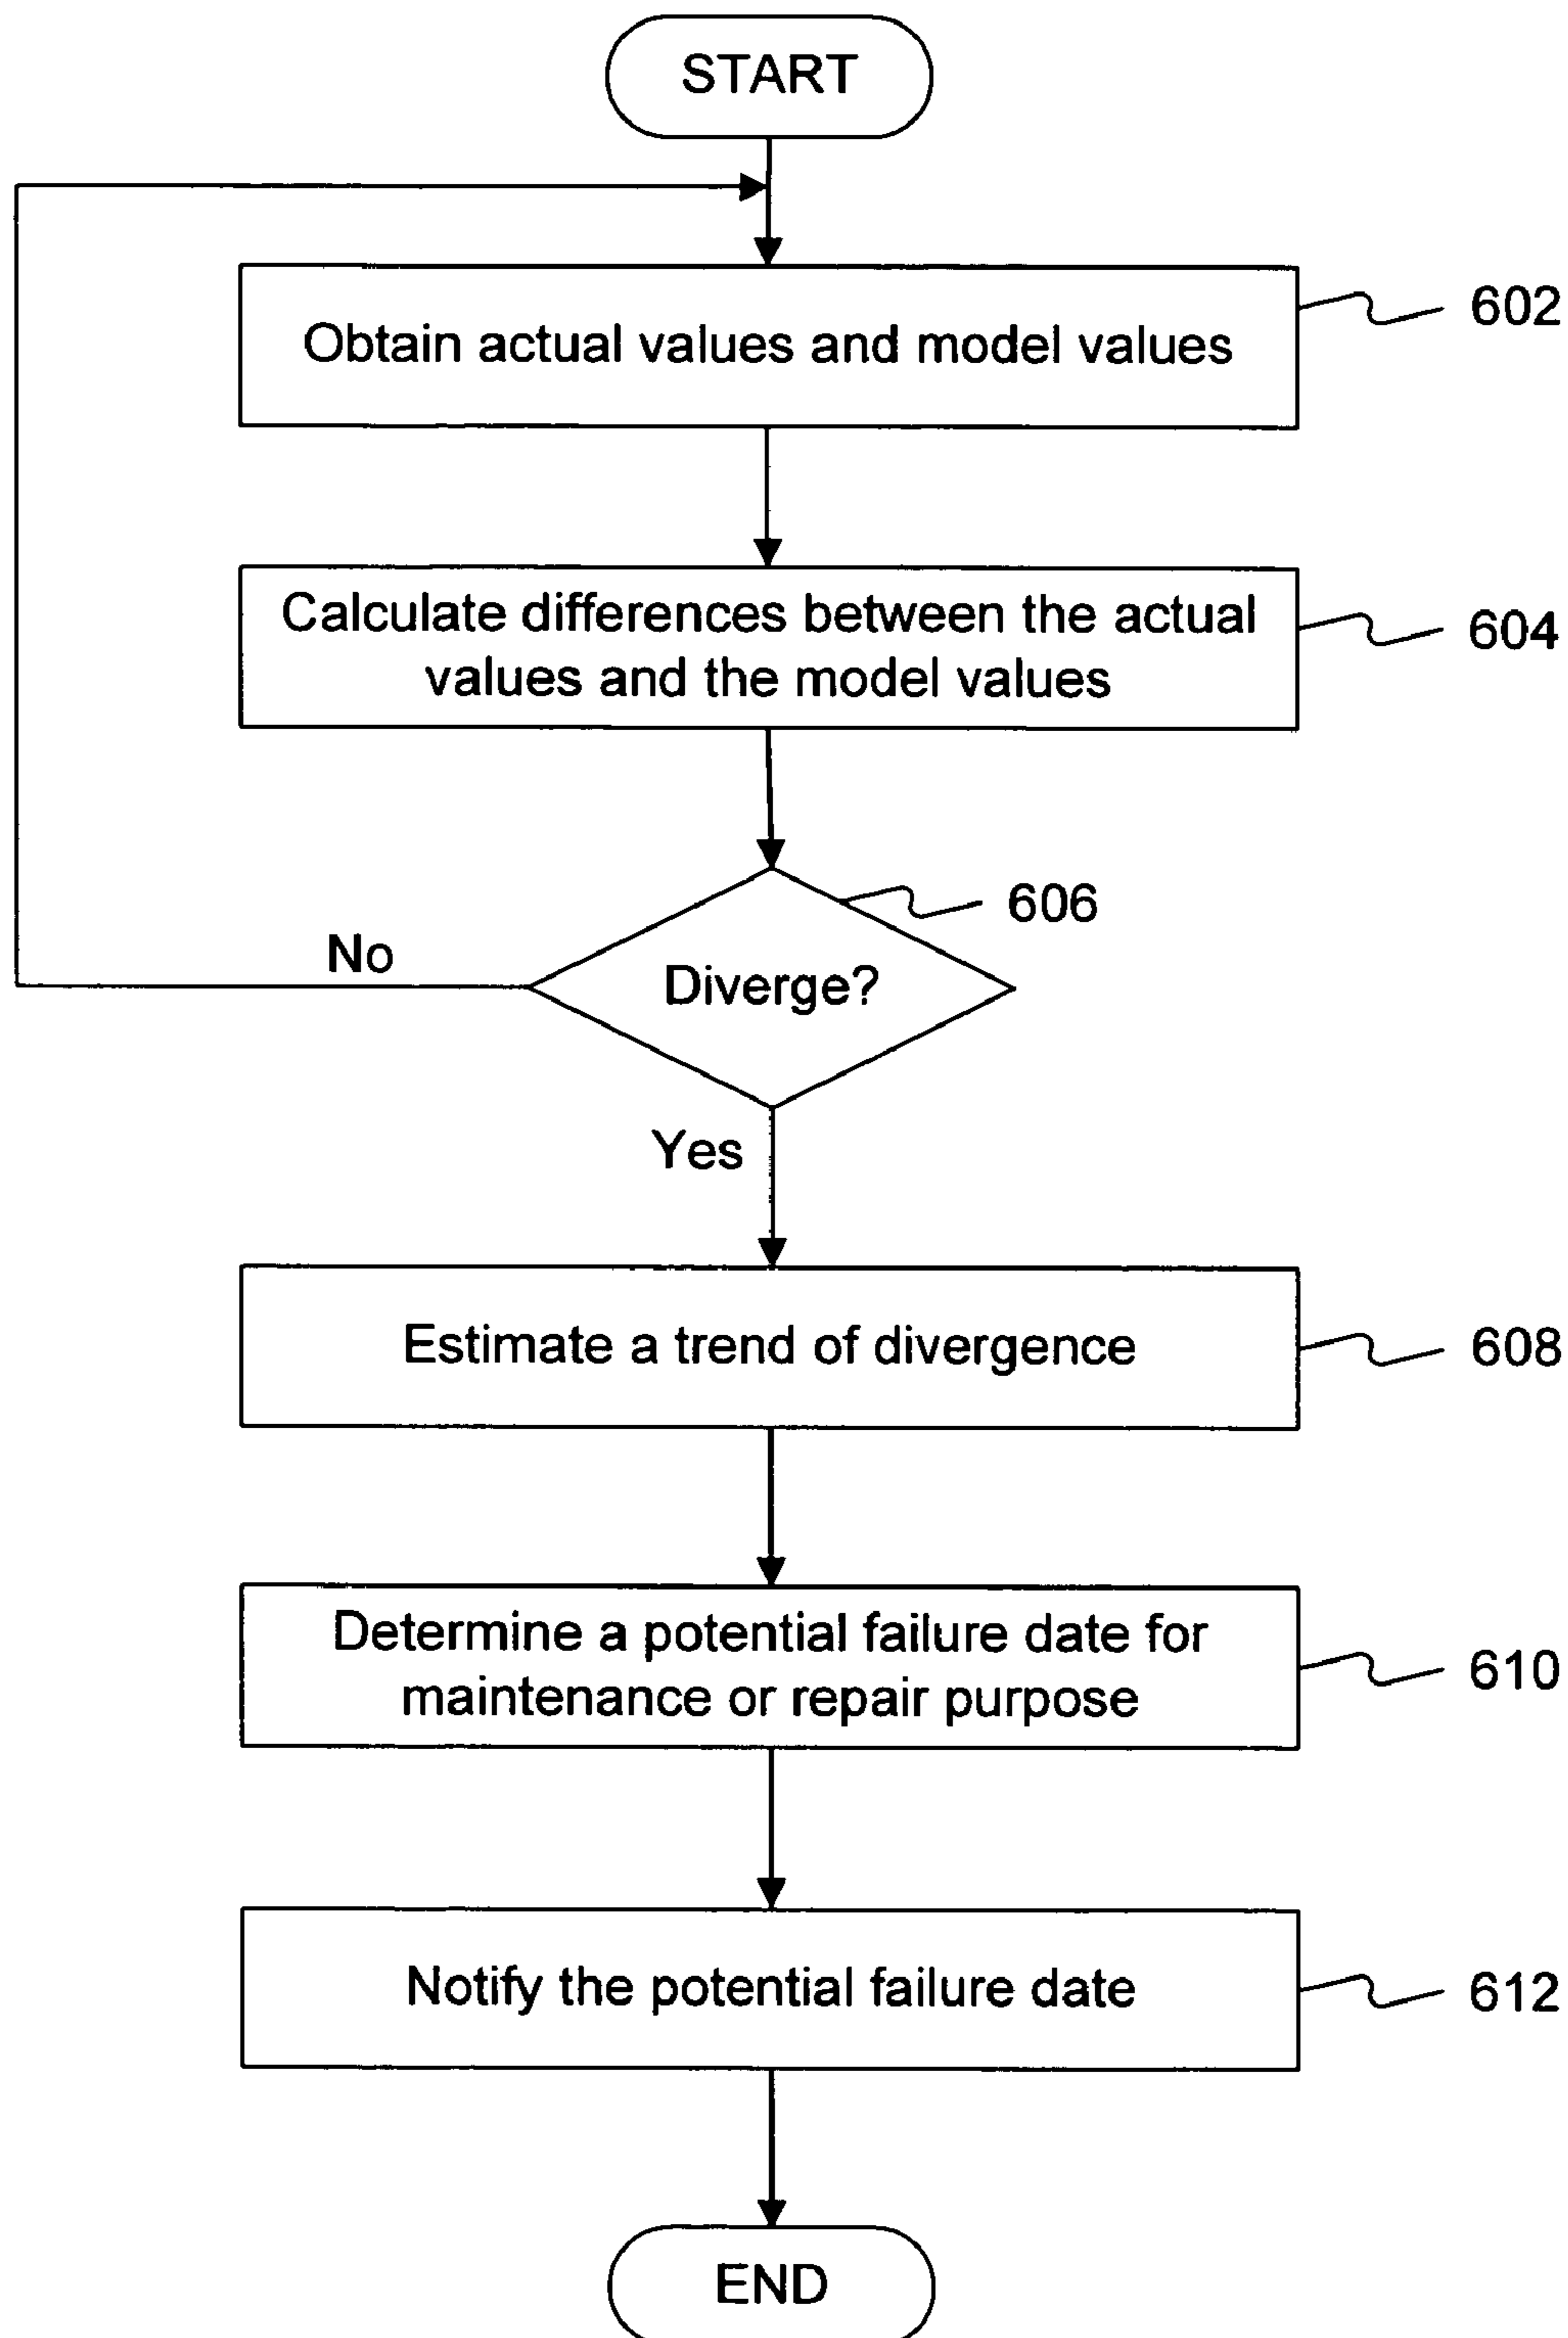 START
Obtain actual values and model values
602
Calculate differences between the actual
values and the model values
604
606
Diverge?
No
Yes
Estimate a trend of divergence
608
Determine a potential failure date for
maintenance or repair purpose
610
Notify the potential failure date
612
END